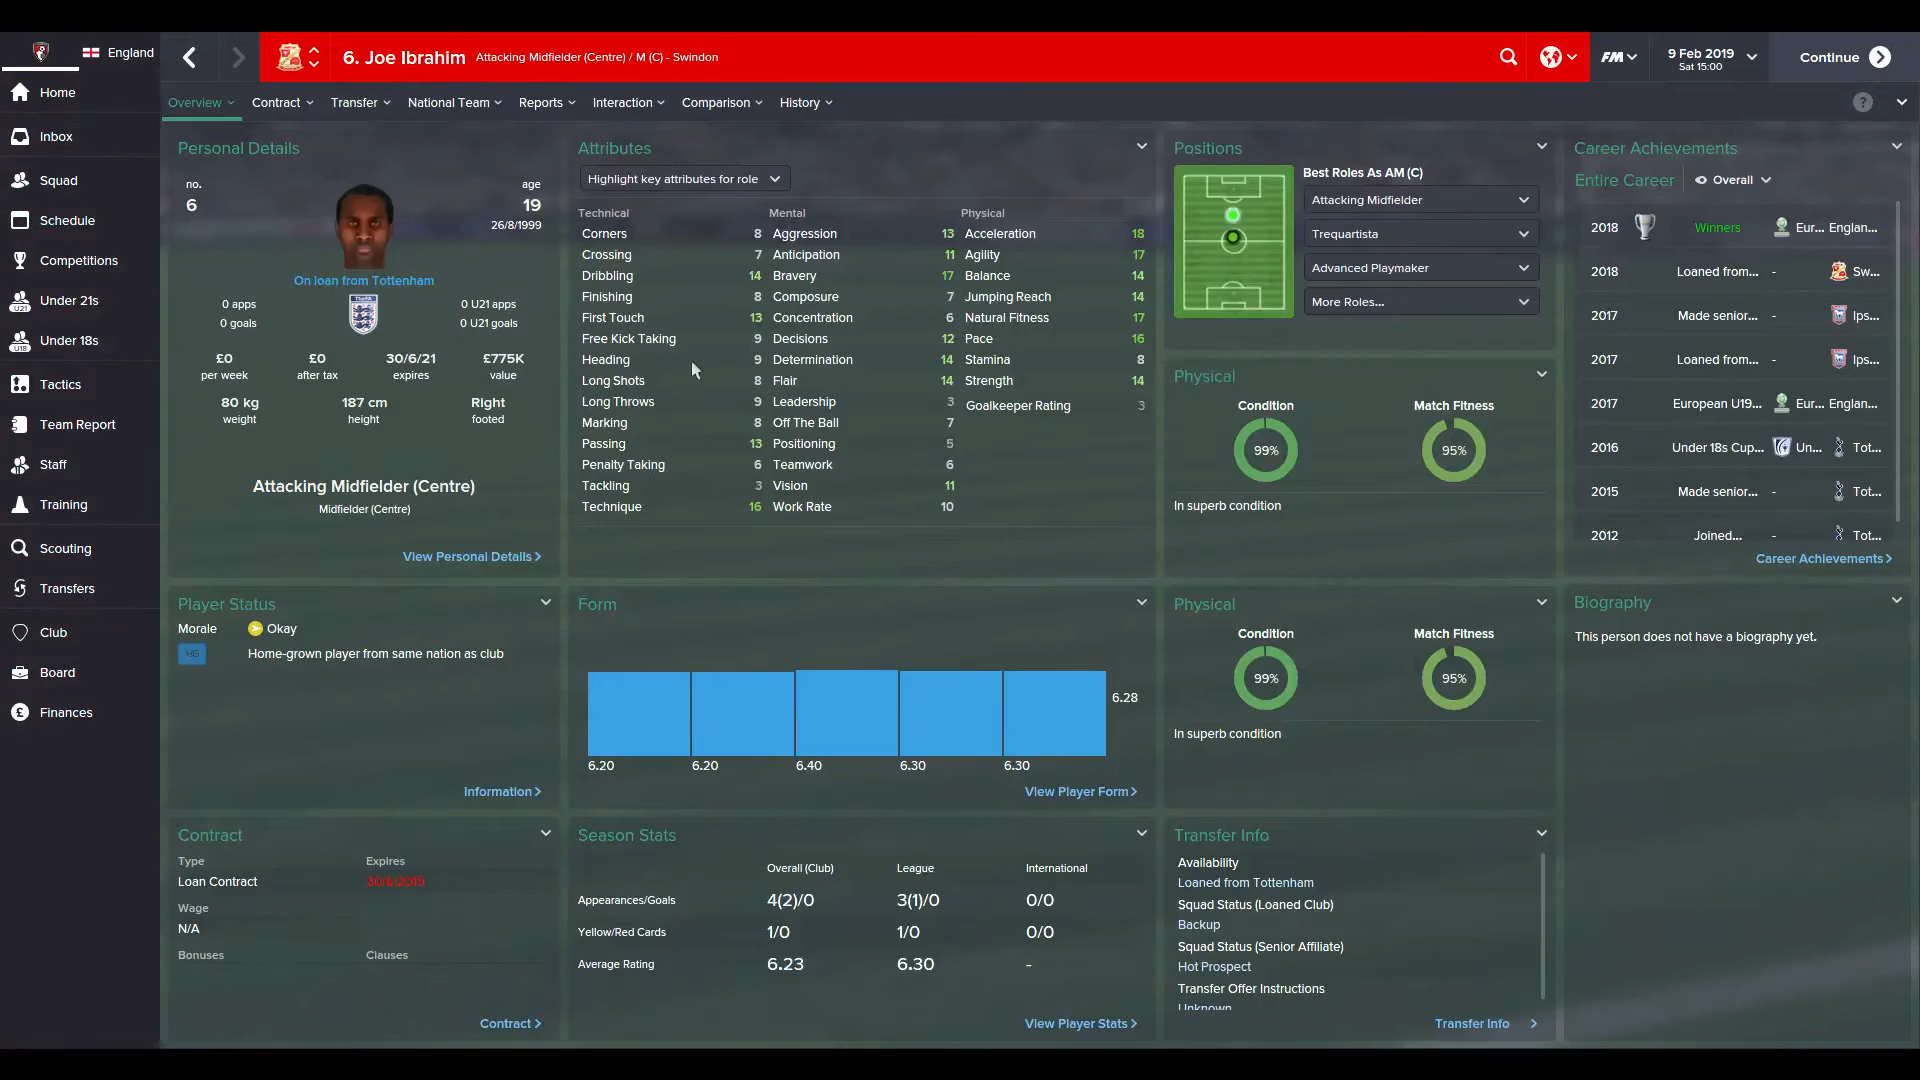 England
6. Joe Ibrahim Attacking Midfielder (Centre) / M (C) - Swindon
FM
9 Feb 2019
Sat 15:00
Continue
Home
Inbox
Squad
Schedule
Competitions
Under 21s
Under 18s
Tactics
Team Report
Staff
Training
Scouting
Transfers
Club
Board
Finances
Overview Contract Transfer National Team Reports Interaction Comparison History ?
Personal Details
no.
6
age
19
26/8/1999
On loan from Tottenham
0 apps
0 goals
0 U21 apps
0 U21 goals
£0 £0 30/6/21 £775K
per week after tax expires value
80 kg 187 cm Right
weight height footed
Attacking Midfielder (Centre)
Midfielder (Centre)
View Personal Details
Attributes
Highlight key attributes for role
Technical Mental Physical
Corners 8 Aggression 13 Acceleration 18
Crossing 7 Anticipation 11 Agility 17
Dribbling 14 Bravery 17 Balance 14
Finishing 8 Composure 7 Jumping Reach 14
First Touch 13 Concentration 6 Natural Fitness 17
Free Kick Taking 9 Decisions 12 Pace 16
Heading 9 Determination 14 Stamina 8
Long Shots 8 Flair 14 Strength 14
Long Throws 9 Leadership 3 Goalkeeper Rating 3
Marking 8 Off The Ball 7
Passing 13 Positioning 5
Penalty Taking 6 Teamwork 6
Tackling 3 Vision 11
Technique 16 Work Rate 10
Positions
Best Roles As AM (C)
Attacking Midfielder
Trequartista
Advanced Playmaker
More Roles...
Physical
Condition Match Fitness
99% 95%
In superb condition
Career Achievements
Entire Career Overall
2018 Winners Eur... Englan...
2018 Loaned from... - Sw...
2017 Made senior... - Ips...
2017 Loaned from... - Ips...
2017 European U19... Eur... Englan...
2016 Under 18s Cup... Un... Tot...
2015 Made senior... - Tot...
2012 Joined... - Tot...
Career Achievements
Player Status
Morale Okay
HG Home-grown player from same nation as club
Information
Form
6.28
6.20 6.20 6.40 6.30 6.30
View Player Form
Physical
Condition Match Fitness
99% 95%
In superb condition
Biography
This person does not have a biography yet.
Contract
Type Expires
Loan Contract 30/6/2019
Wage
N/A
Bonuses Clauses
Contract
Season Stats
Overall (Club) League International
Appearances/Goals 4(2)/0 3(1)/0 0/0
Yellow/Red Cards 1/0 1/0 0/0
Average Rating 6.23 6.30 -
View Player Stats
Transfer Info
Availability
Loaned from Tottenham
Squad Status (Loaned Club)
Backup
Squad Status (Senior Affiliate)
Hot Prospect
Transfer Offer Instructions
Unknown
Transfer Info